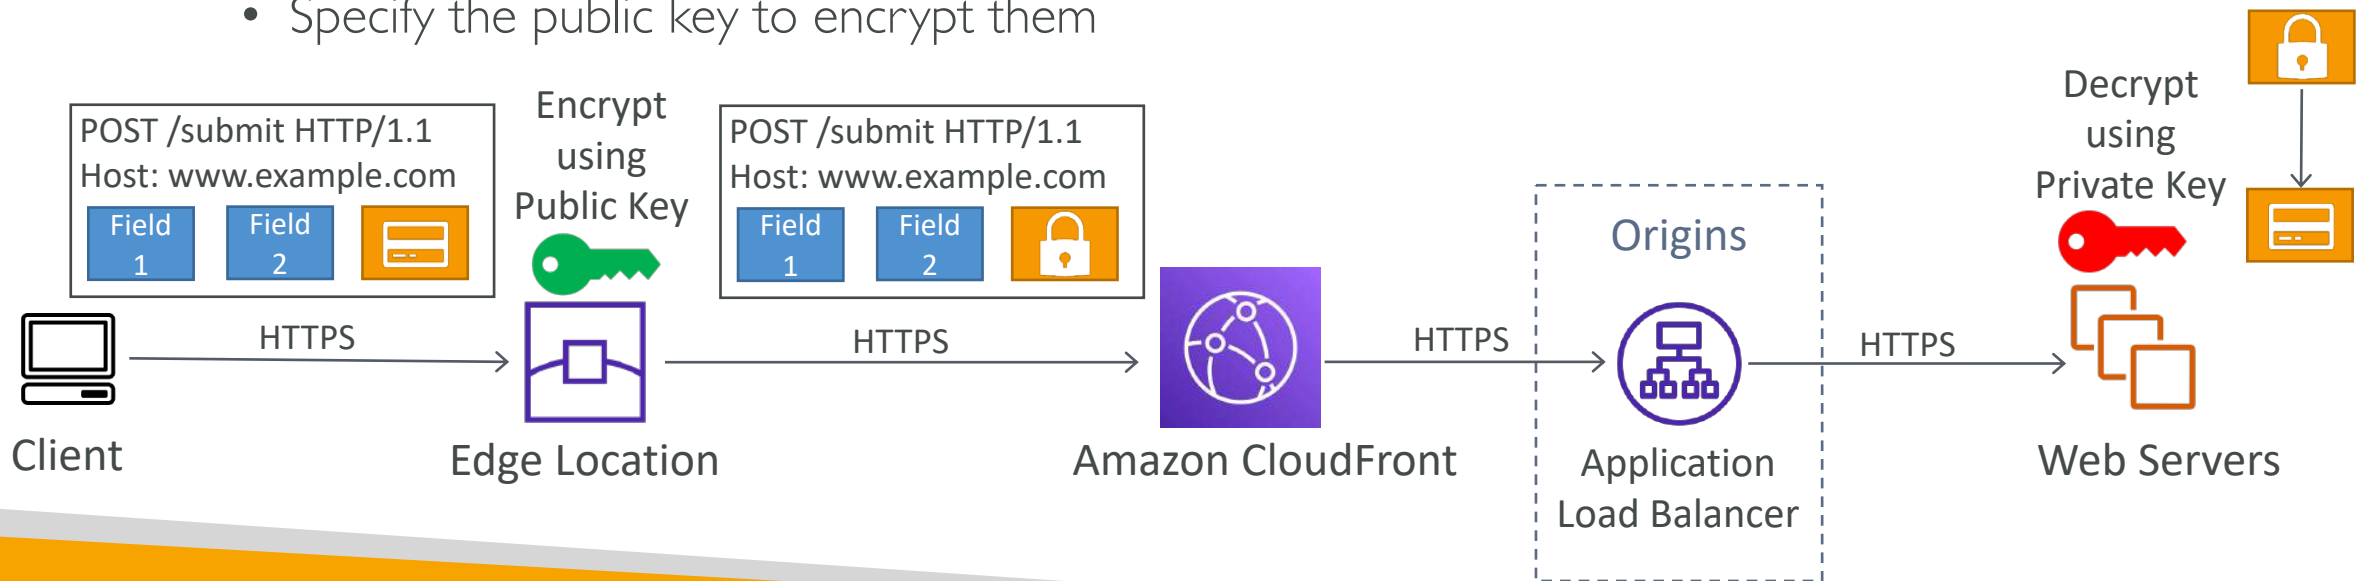 • Specify the public key to encrypt them
POST /submit HTTP/1.1
Host: www.example.com
Field
1
Field
2
Encrypt
using
Public Key
POST /submit HTTP/1.1
Host: www.example.com
Field
1
Field
2
Decrypt
using
Private Key
Origins
HTTPS
HTTPS
HTTPS
HTTPS
Client
Edge Location
Amazon CloudFront
Application
Load Balancer
Web Servers